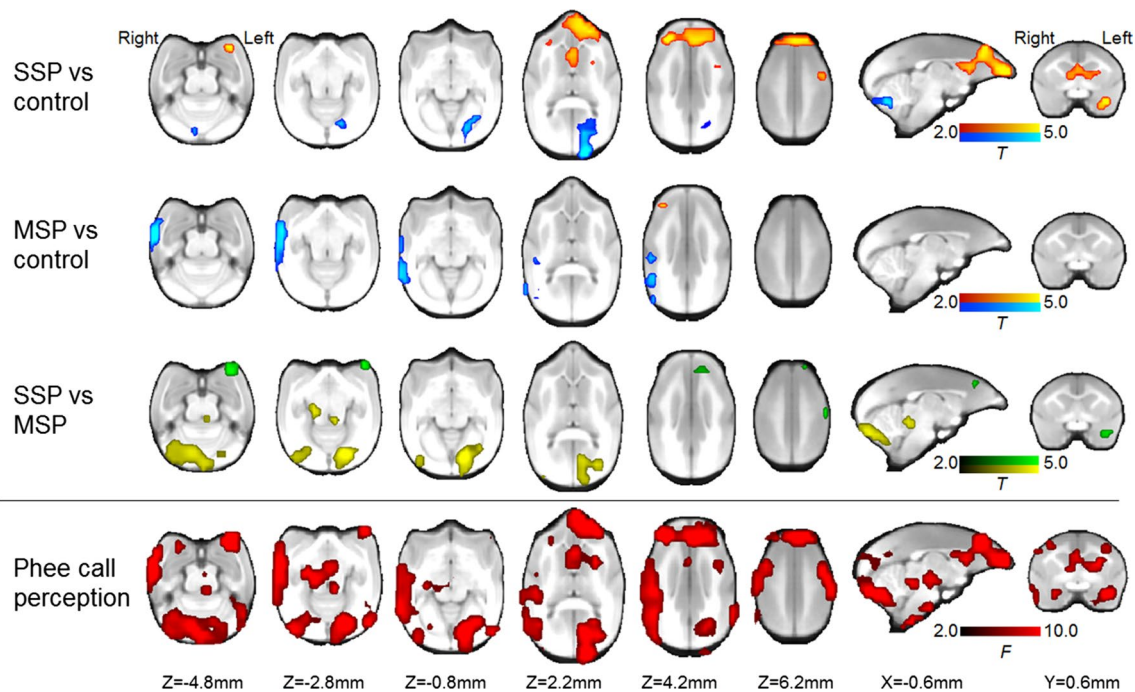 Right Left Right Left
SSP vs
control
2.0 5.0
T
MSP vs
control
2.0 5.0
T
SSP vs
MSP
2.0 5.0
T
Phee call
perception
2.0 10.0
F
Z=-4.8mm Z=-2.8mm Z=-0.8mm Z=2.2mm Z=4.2mm Z=6.2mm X=-0.6mm Y=0.6mm